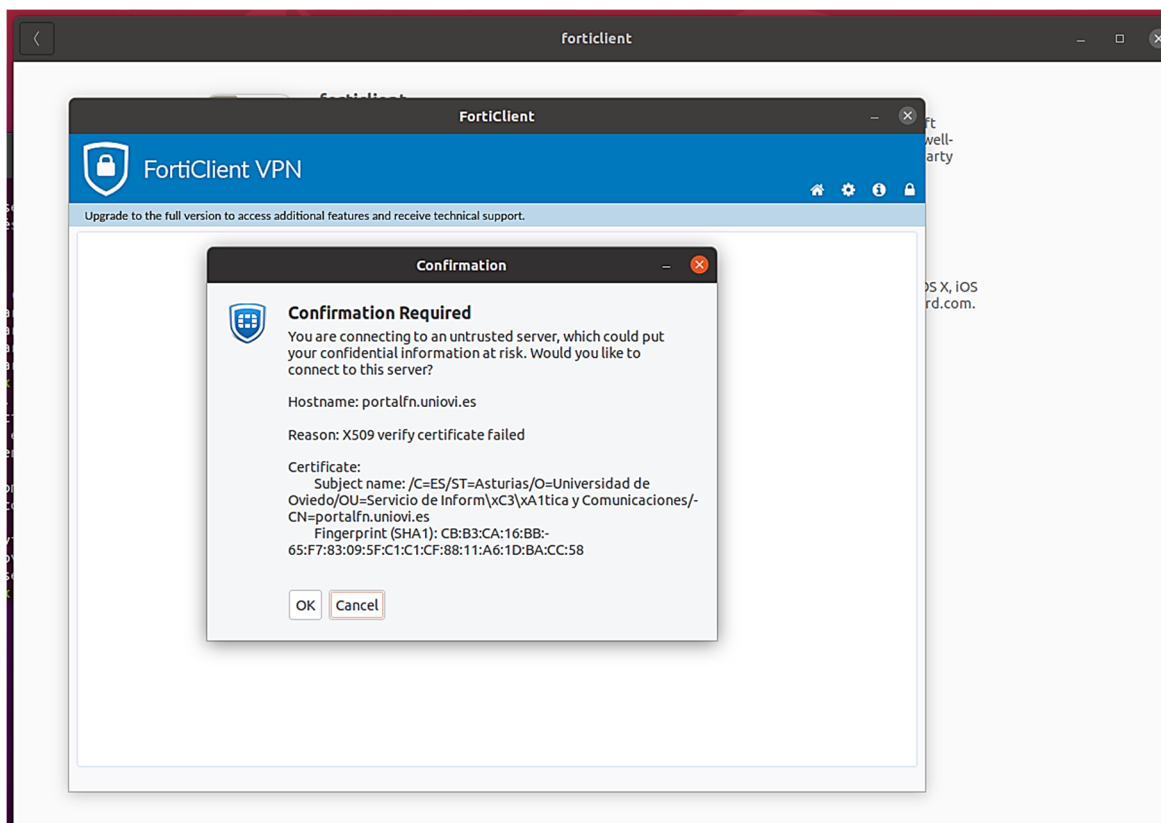 forticlient
FortiClient
FortiClient VPN
Upgrade to the full version to access additional features and receive technical support.
Confirmation
Confirmation Required
You are connecting to an untrusted server, which could put
your confidential information at risk. Would you like to
connect to this server?
Hostname: portalfn.uniovi.es
Reason: X509 verify certificate failed
Certificate:
Subject name: /C=ES/ST=Asturias/O=Universidad de
Oviedo/OU=Servicio de Inform\xC3\xA1tica y Comunicaciones/-
CN=portalfn.uniovi.es
Fingerprint (SHA1): CB:B3:CA:16:BB:-
65:F7:83:09:5F:C1:C1:CF:88:11:A6:1D:BA:CC:58
OK Cancel
ft
well-
arty
OS X, iOS
rd.com.